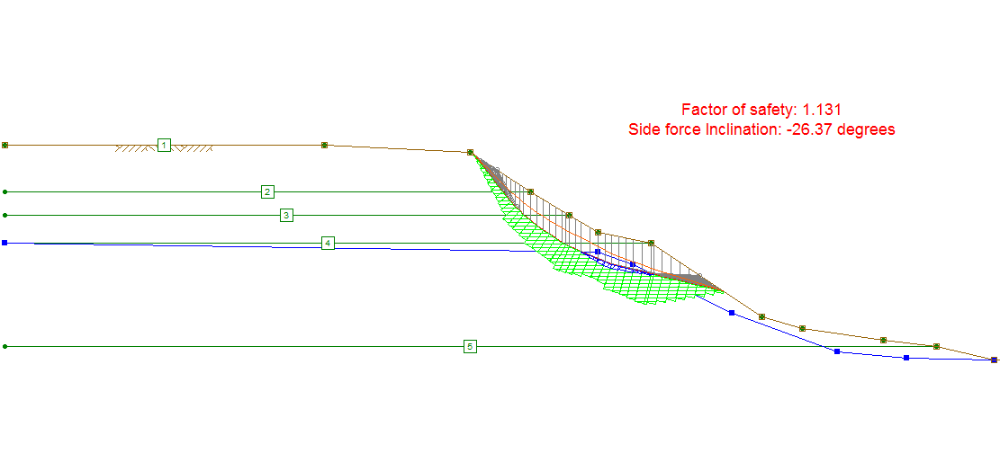 Factor of safety: 1.131
Side force Inclination: -26.37 degrees
1
2
3
4
5